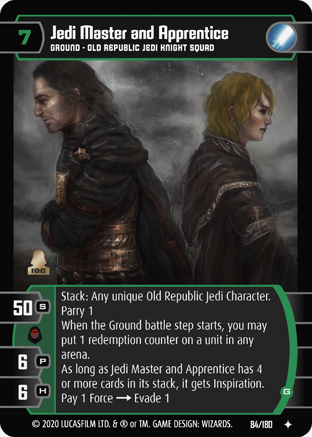 7
Jedi Master and Apprentice
GROUND - OLD REPUBLIC JEDI KNIGHT SQUAD
IDC
50 S
6 P
6 H
Stack: Any unique Old Republic Jedi Character.
Parry 1
When the Ground battle step starts, you may
put 1 redemption counter on a unit in any
arena.
As long as Jedi Master and Apprentice has 4
or more cards in its stack, it gets Inspiration.
Pay 1 Force → Evade 1
G
© 2020 LUCASFILM LTD. & ® or TM. GAME DESIGN: WIZARDS.
84/180